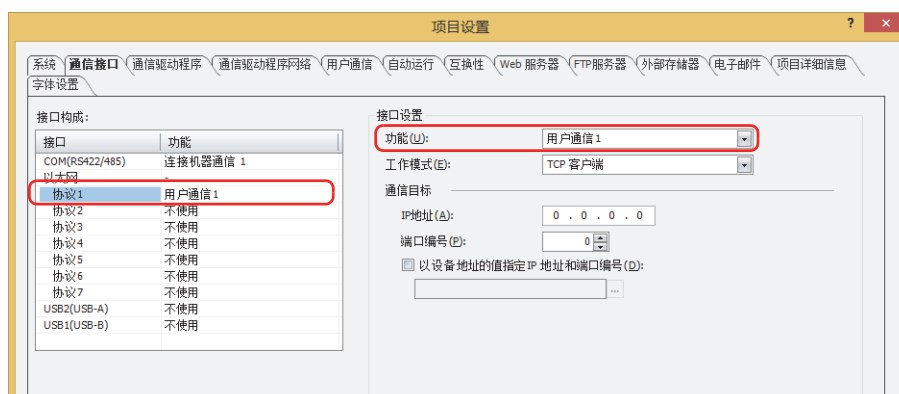 项目设置
? ×
系统 通信接口 通信驱动程序 通信驱动程序网络 用户通信 自动运行 互换性 Web 服务器 FTP服务器 外部存储器 电子邮件 项目详细信息
字体设置
接口构成:
接口 功能
COM(RS422/485) 连接机器通信 1
以太网 -
协议1 用户通信1
协议2 不使用
协议3 不使用
协议4 不使用
协议5 不使用
协议6 不使用
协议7 不使用
USB2(USB-A) 不使用
USB1(USB-B) 不使用
接口设置
功能(U): 用户通信1
工作模式(E): TCP 客户端
通信目标
IP地址(A): 0 . 0 . 0 . 0
端口编号(P): 0
以设备地址的值指定IP 地址和端口编号(D):
...